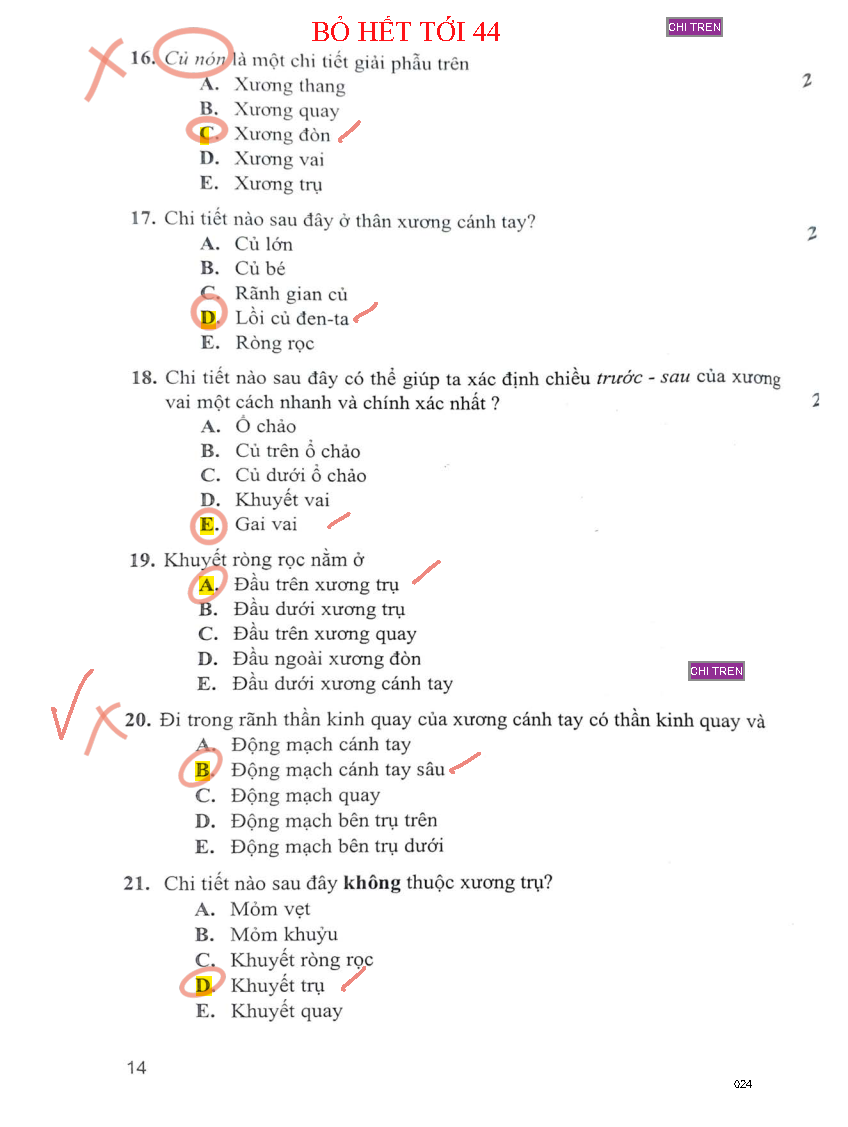 BỎ HẾT TỚI 44
CHI TREN
16. Củ nón là một chi tiết giải phẫu trên
2
A. Xương thang
B. Xương quay
C. Xương đòn
D. Xương vai
E. Xương trụ
17. Chi tiết nào sau đây ở thân xương cánh tay?
2
A. Củ lớn
B. Củ bé
C. Rãnh gian củ
D. Lồi củ đen-ta
E. Ròng rọc
18. Chi tiết nào sau đây có thể giúp ta xác định chiều trước - sau của xương
vai một cách nhanh và chính xác nhất ?
2
A. Ổ chảo
B. Củ trên ổ chảo
C. Củ dưới ổ chảo
D. Khuyết vai
E. Gai vai
19. Khuyết ròng rọc nằm ở
A. Đầu trên xương trụ
B. Đầu dưới xương trụ
C. Đầu trên xương quay
D. Đầu ngoài xương đòn
E. Đầu dưới xương cánh tay
CHI TREN
20. Đi trong rãnh thần kinh quay của xương cánh tay có thần kinh quay và
A. Động mạch cánh tay
B. Động mạch cánh tay sâu
C. Động mạch quay
D. Động mạch bên trụ trên
E. Động mạch bên trụ dưới
21. Chi tiết nào sau đây không thuộc xương trụ?
A. Mỏm vẹt
B. Mỏm khuỷu
C. Khuyết ròng rọc
D. Khuyết trụ
E. Khuyết quay
14
024